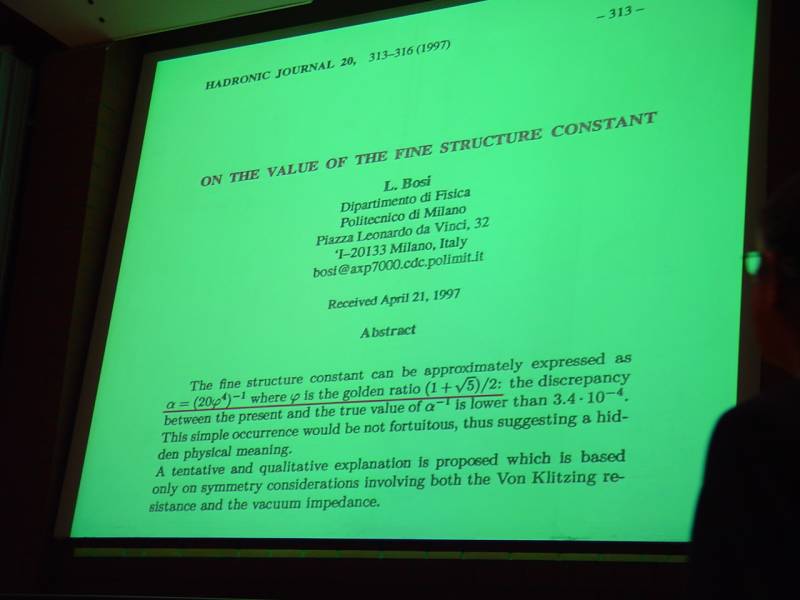 – 313 –
HADRONIC JOURNAL 20, 313–316 (1997)
ON THE VALUE OF THE FINE STRUCTURE CONSTANT
L. Bosi
Dipartimento di Fisica
Politecnico di Milano
Piazza Leonardo da Vinci, 32
'I–20133 Milano, Italy
bosi@axp7000.cdc.polimit.it
Received April 21, 1997
Abstract
The fine structure constant can be approximately expressed as
α = (20φ⁴)⁻¹ where φ is the golden ratio (1 + √5)/2: the discrepancy
between the present and the true value of α⁻¹ is lower than 3.4 · 10⁻⁴.
This simple occurrence would be not fortuitous, thus suggesting a hid-
den physical meaning.
A tentative and qualitative explanation is proposed which is based
only on symmetry considerations involving both the Von Klitzing re-
sistance and the vacuum impedance.